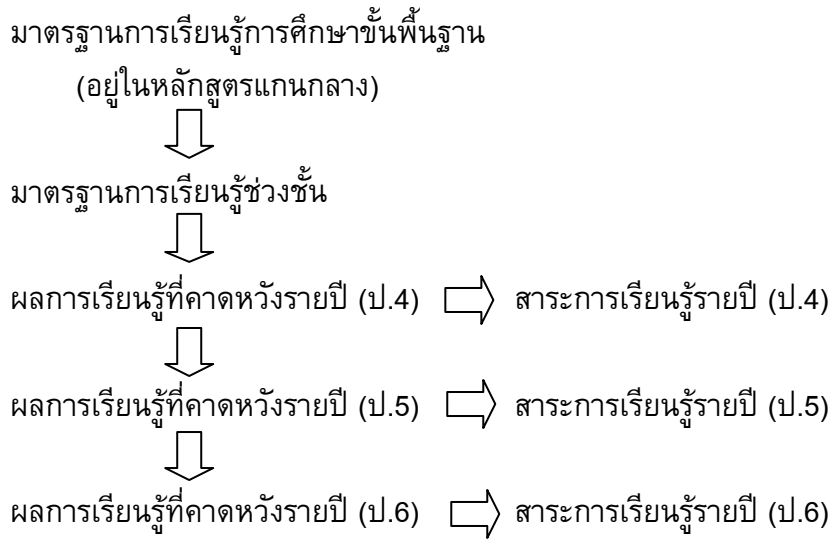 มาตรฐานการเรียนรู้การศึกษาขั้นพื้นฐาน
(อยู่ในหลักสูตรแกนกลาง)
มาตรฐานการเรียนรู้ช่วงชั้น
ผลการเรียนรู้ที่คาดหวังรายปี (ป.4) สาระการเรียนรู้รายปี (ป.4)
ผลการเรียนรู้ที่คาดหวังรายปี (ป.5) สาระการเรียนรู้รายปี (ป.5)
ผลการเรียนรู้ที่คาดหวังรายปี (ป.6) สาระการเรียนรู้รายปี (ป.6)